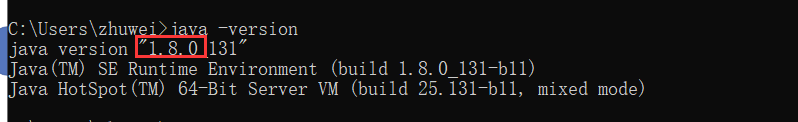 C:\Users\zhuwei>java -version
java version "1.8.0_131"
Java(TM) SE Runtime Environment (build 1.8.0_131-b11)
Java HotSpot(TM) 64-Bit Server VM (build 25.131-b11, mixed mode)